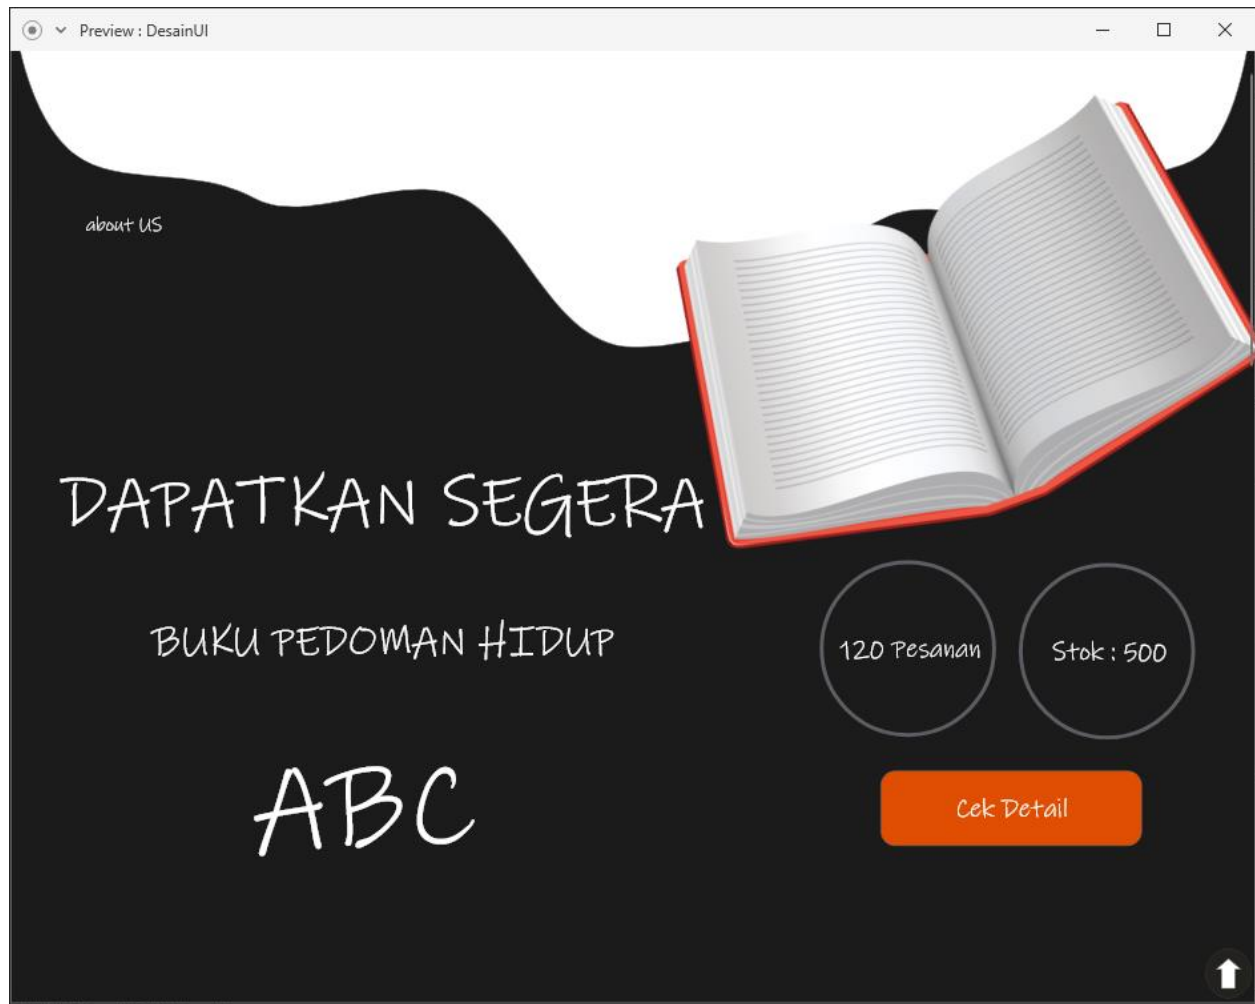 Preview : DesainUI
about US
DAPATKAN SEGERA
BUKU PEDOMAN HIDUP
120 Pesanan
Stok : 500
ABC
Cek Detail